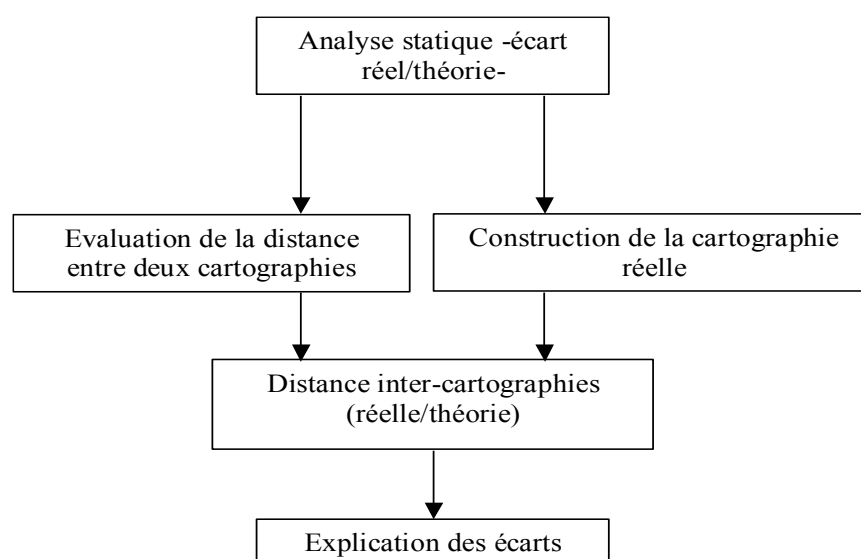 Analyse statique -écart
réel/théorie-
Evaluation de la distance
entre deux cartographies
Construction de la cartographie
réelle
Distance inter-cartographies
(réelle/théorie)
Explication des écarts